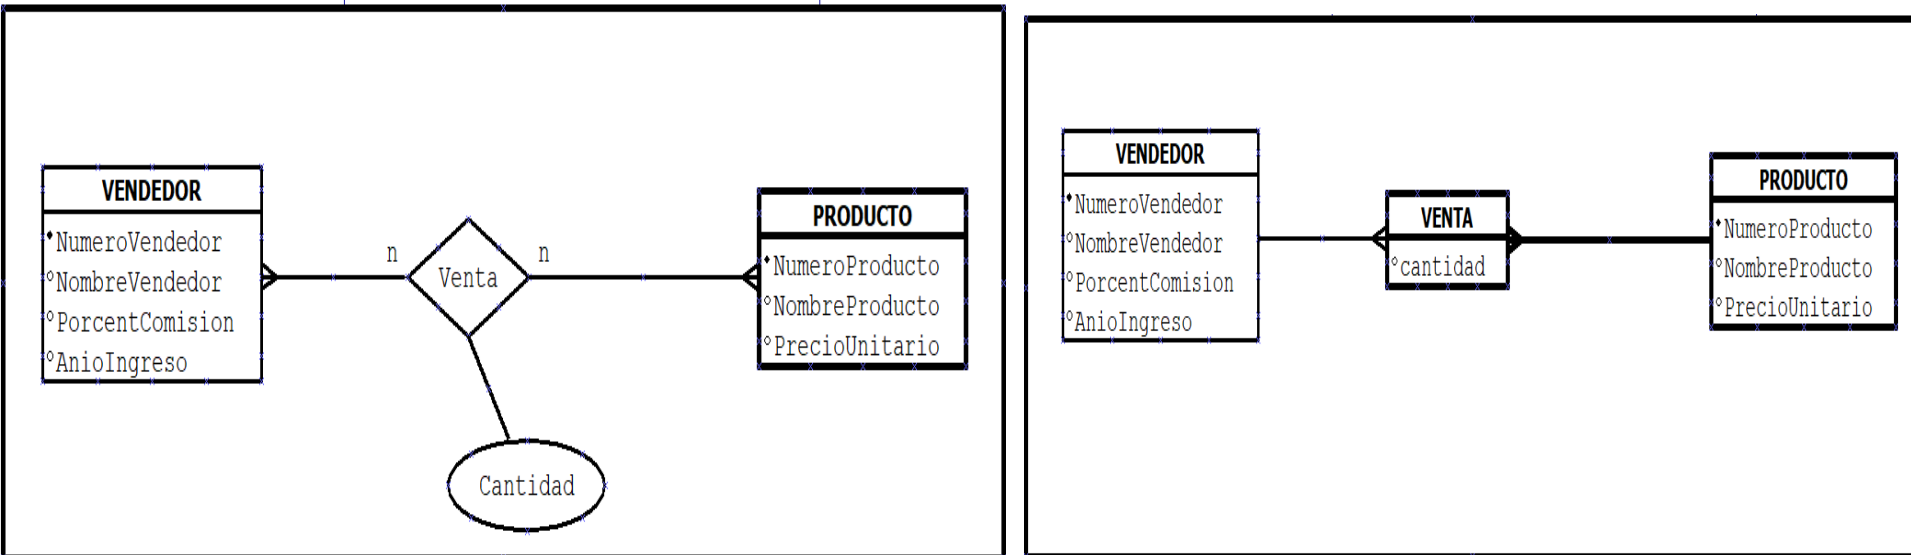 VENDEDOR
NumeroVendedor
NombreVendedor
PorcentComision
AnioIngreso
n
Venta
n
Cantidad
PRODUCTO
NumeroProducto
NombreProducto
PrecioUnitario
VENDEDOR
NumeroVendedor
NombreVendedor
PorcentComision
AnioIngreso
VENTA
cantidad
PRODUCTO
NumeroProducto
NombreProducto
PrecioUnitario